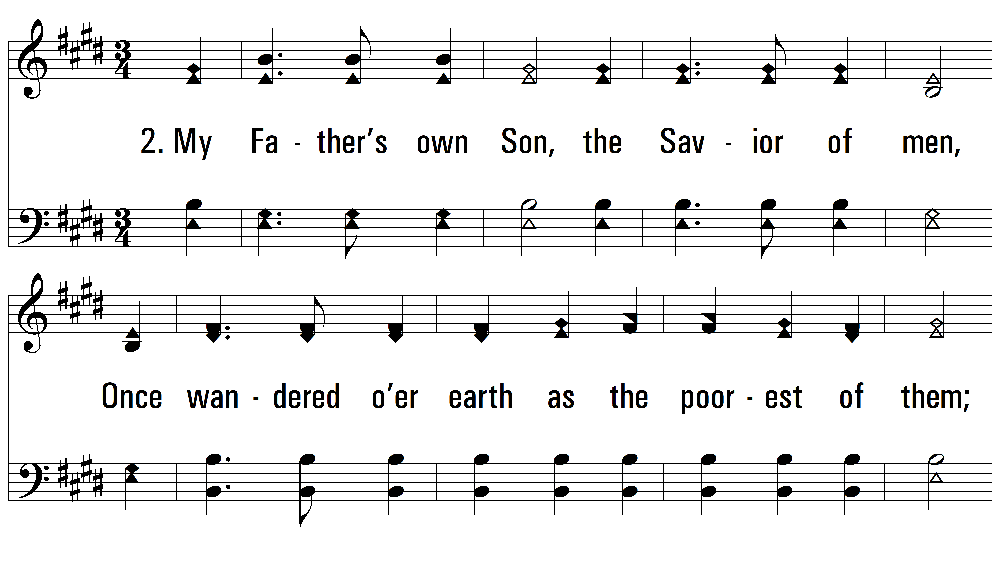 2. My Fa - ther’s own Son, the Sav - ior of men,
Once wan - dered o’er earth as the poor - est of them;